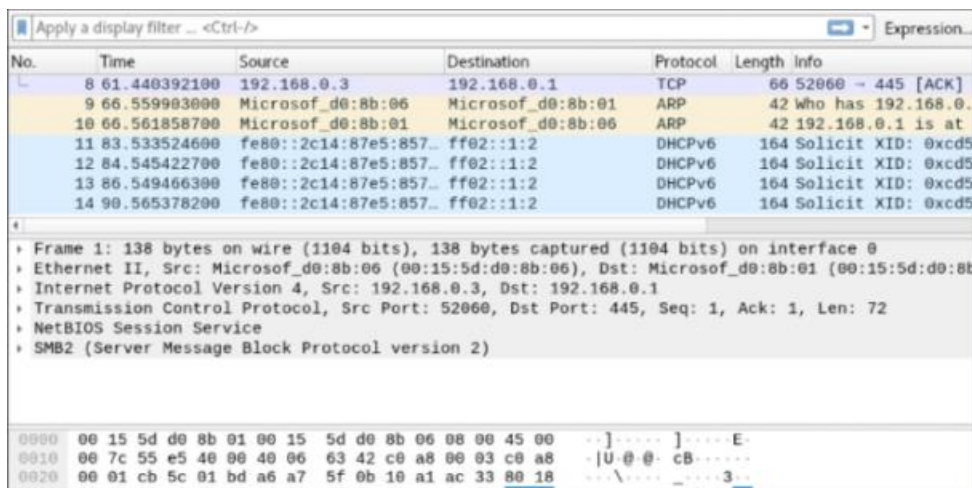 Apply a display filter ... <Ctrl-/> Expression...
No. Time Source Destination Protocol Length Info
8 61.440392100 192.168.0.3 192.168.0.1 TCP 66 52060 → 445 [ACK]
9 66.559903000 Microsof_d0:8b:06 Microsof_d0:8b:01 ARP 42 Who has 192.168.0.
10 66.561858700 Microsof_d0:8b:01 Microsof_d0:8b:06 ARP 42 192.168.0.1 is at
11 83.533524600 fe80::2c14:87e5:857… ff02::1:2 DHCPv6 164 Solicit XID: 0xcd5
12 84.545422700 fe80::2c14:87e5:857… ff02::1:2 DHCPv6 164 Solicit XID: 0xcd5
13 86.549466300 fe80::2c14:87e5:857… ff02::1:2 DHCPv6 164 Solicit XID: 0xcd5
14 90.565378200 fe80::2c14:87e5:857… ff02::1:2 DHCPv6 164 Solicit XID: 0xcd5
Frame 1: 138 bytes on wire (1104 bits), 138 bytes captured (1104 bits) on interface 0
Ethernet II, Src: Microsof_d0:8b:06 (00:15:5d:d0:8b:06), Dst: Microsof_d0:8b:01 (00:15:5d:d0:8b
Internet Protocol Version 4, Src: 192.168.0.3, Dst: 192.168.0.1
Transmission Control Protocol, Src Port: 52060, Dst Port: 445, Seq: 1, Ack: 1, Len: 72
NetBIOS Session Service
SMB2 (Server Message Block Protocol version 2)
0000 00 15 5d d0 8b 01 00 15 5d d0 8b 06 08 00 45 00 ··]····· ]·····E·
0010 00 7c 55 e5 40 00 40 06 63 42 c0 a8 00 03 c0 a8 ·|U·@·@· cB······
0020 00 01 cb 5c 01 bd a6 a7 5f 0b 10 a1 ac 33 80 18 ···\···· _····3··